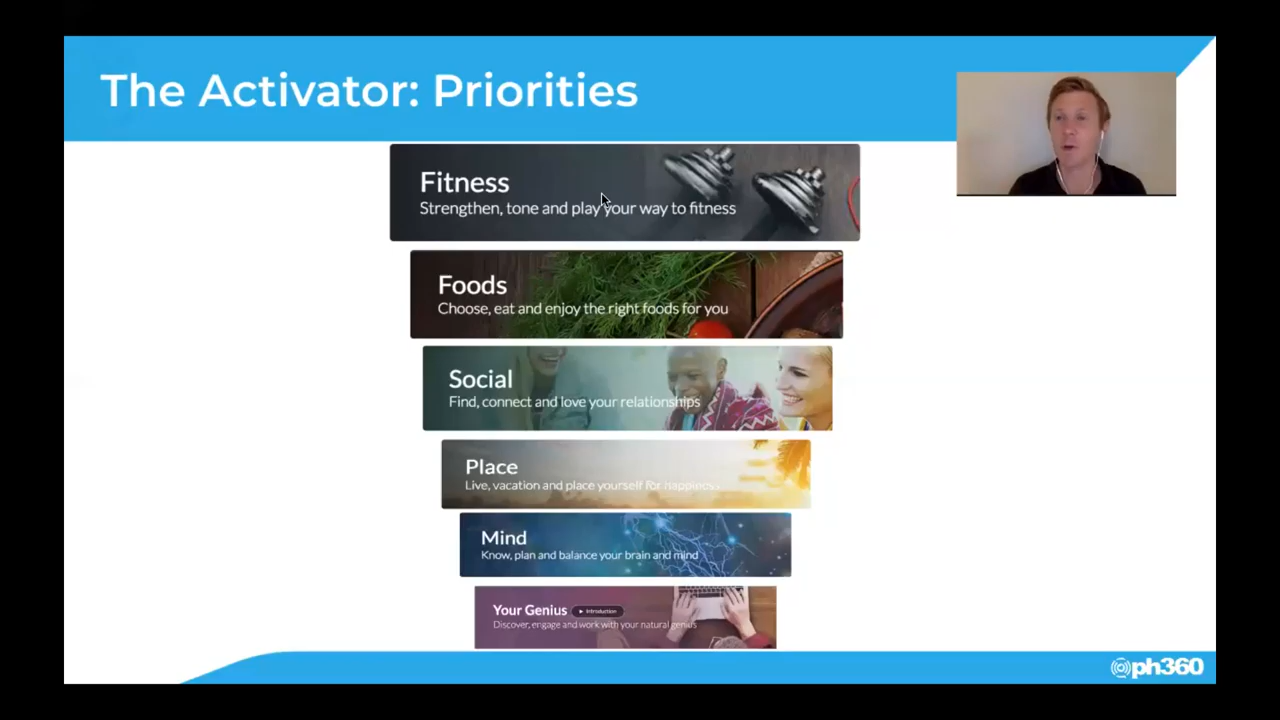 The Activator: Priorities
Fitness
Strengthen, tone and play your way to fitness
Foods
Choose, eat and enjoy the right foods for you
Social
Find, connect and love your relationships
Place
Live, vacation and place yourself for happiness
Mind
Know, plan and balance your brain and mind
Your Genius Introduction
Discover, engage and work with your natural genius
ph360